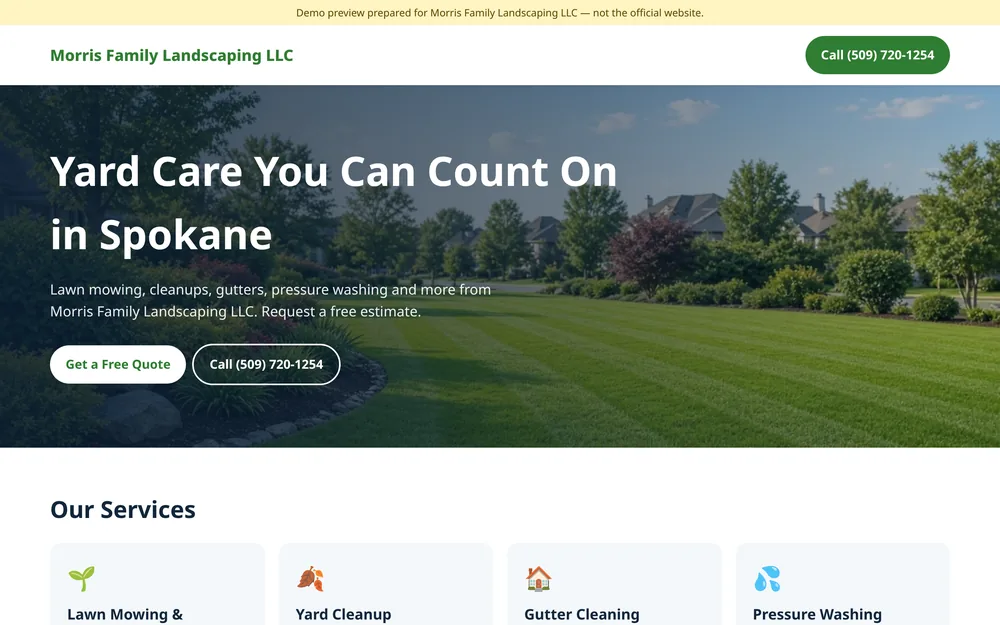 Demo preview prepared for Morris Family Landscaping LLC — not the official website.
Morris Family Landscaping LLC
Call (509) 720-1254
Yard Care You Can Count On
in Spokane
Lawn mowing, cleanups, gutters, pressure washing and more from
Morris Family Landscaping LLC. Request a free estimate.
Get a Free Quote
Call (509) 720-1254
Our Services
Lawn Mowing &
Yard Cleanup
Gutter Cleaning
Pressure Washing